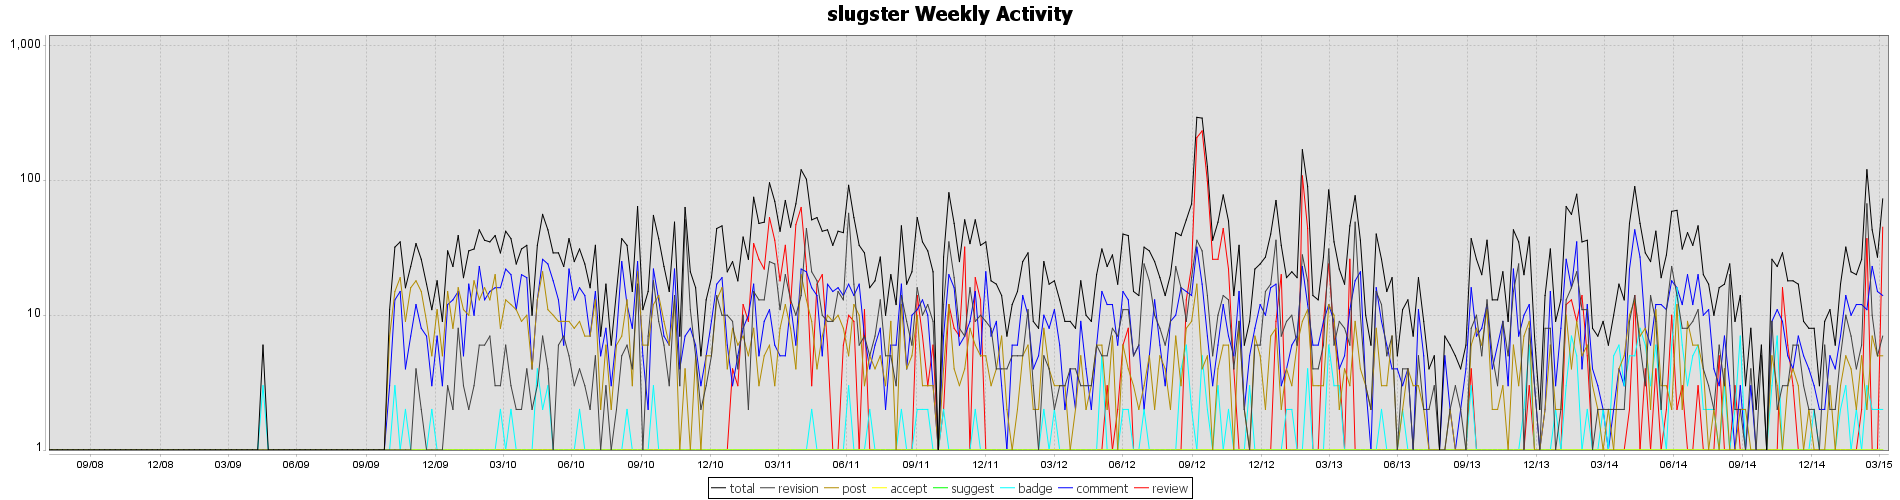 slugster Weekly Activity
1,000
100
10
1
09/08 12/08 03/09 06/09 09/09 12/09 03/10 06/10 09/10 12/10 03/11 06/11 09/11 12/11 03/12 06/12 09/12 12/12 03/13 06/13 09/13 12/13 03/14 06/14 09/14 12/14 03/15
total revision post accept suggest badge comment review